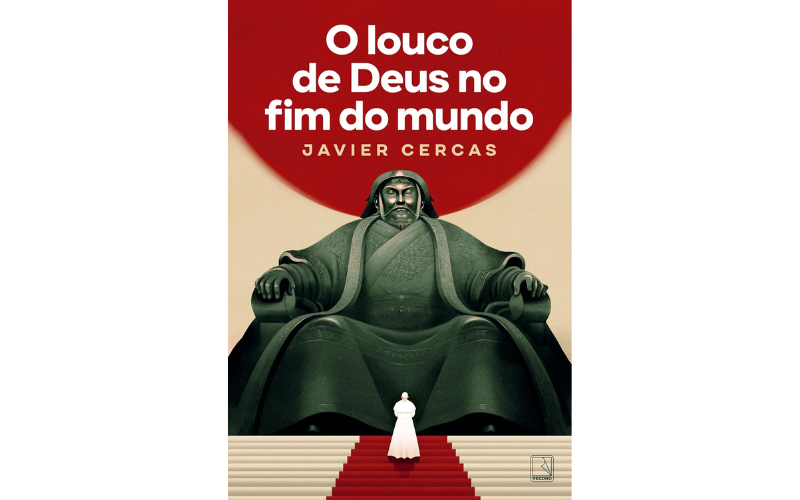 O louco
de Deus no
fim do mundo
JAVIER CERCAS
RECORD